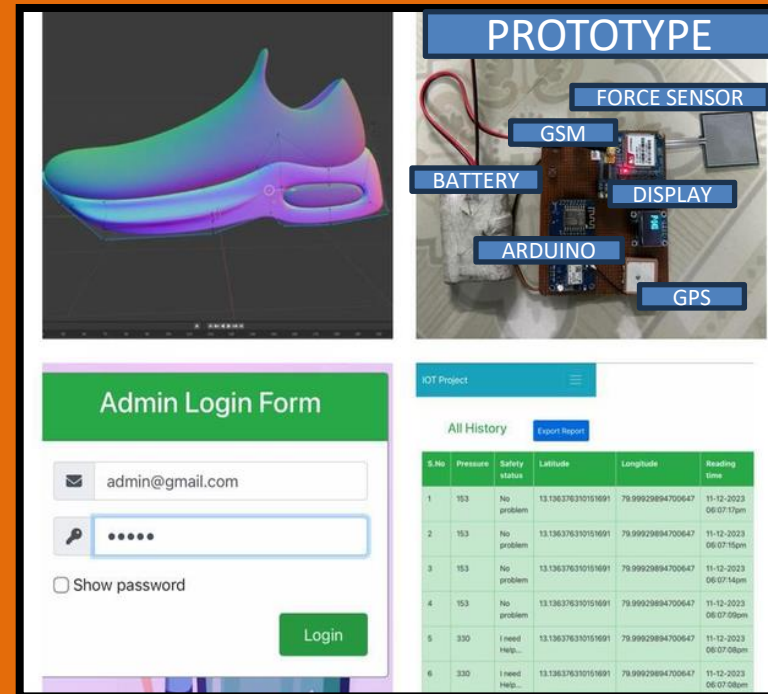 PROTOTYPE
FORCE SENSOR
GSM
BATTERY
DISPLAY
ARDUINO
GPS
Admin Login Form
admin@gmail.com
•••••
Show password
Login
IOT Project
All History
Export Report
S.No Pressure Safety status Latitude Longitude Reading time
1 153 No problem 13.136376310151691 79.99929894700647 11-12-2023 06:07:17pm
2 153 No problem 13.136376310151691 79.99929894700647 11-12-2023 06:07:15pm
3 153 No problem 13.136376310151691 79.99929894700647 11-12-2023 06:07:14pm
4 153 No problem 13.136376310151691 79.99929894700647 11-12-2023 06:07:09pm
5 330 I need Help... 13.136376310151691 79.99929894700647 11-12-2023 06:07:08pm
6 330 I need Help... 13.136376310151691 79.99929894700647 11-12-2023 06:07:08pm